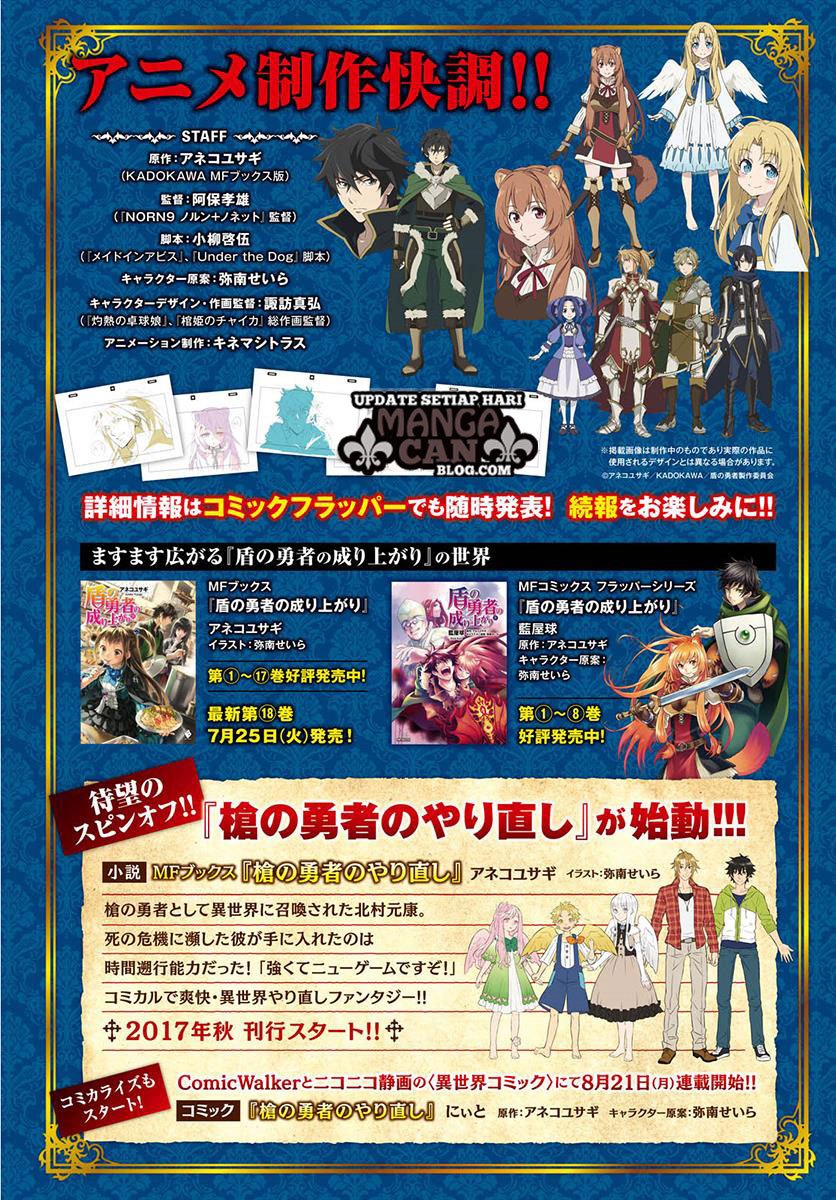 アニメ制作快調!!
STAFF
原作：アネコユサギ
（KADOKAWA MFブックス版）
監督：阿保孝雄
（『NORN9 ノルン+ノネット』監督）
脚本：小柳啓伍
（『メイドインアビス』、『Under the Dog』脚本）
キャラクター原案：弥南せいら
キャラクターデザイン・作画監督：諏訪真弘
（『灼熱の卓球娘』、『棺姫のチャイカ』総作画監督）
アニメーション制作：キネマシトラス
UPDATE SETIAP HARI
MANGA
CAN
BLOG.COM
※掲載画像は制作中のものであり実際の作品に
使用されるデザインとは異なる場合があります。
©アネコユサギ／KADOKAWA／盾の勇者製作委員会
詳細情報はコミックフラッパーでも随時発表! 続報をお楽しみに!!
ますます広がる『盾の勇者の成り上がり』の世界
アネコユサギ
盾の勇者の
成り上がり
MFブックス
『盾の勇者の成り上がり』
アネコユサギ
イラスト：弥南せいら
第①～⑰巻好評発売中!
最新第⑱巻
7月25日（火）発売！
盾の勇者の
成り上がり
藍屋球
MFコミックス フラッパーシリーズ
『盾の勇者の成り上がり』
藍屋球
原作：アネコユサギ
キャラクター原案：
弥南せいら
第①～⑧巻
好評発売中!
待望の
スピンオフ!!
『槍の勇者のやり直し』が始動!!!
小説 MFブックス『槍の勇者のやり直し』 アネコユサギ イラスト：弥南せいら
槍の勇者として異世界に召喚された北村元康。
死の危機に瀕した彼が手に入れたのは
時間遡行能力だった!「強くてニューゲームですぞ!」
コミカルで爽快・異世界やり直しファンタジー!!
2017年秋 刊行スタート!!
コミカライズも
スタート!
ComicWalkerとニコニコ静画の〈異世界コミック〉にて8月21日（月）連載開始!!
コミック 『槍の勇者のやり直し』 にぃと 原作：アネコユサギ キャラクター原案：弥南せいら